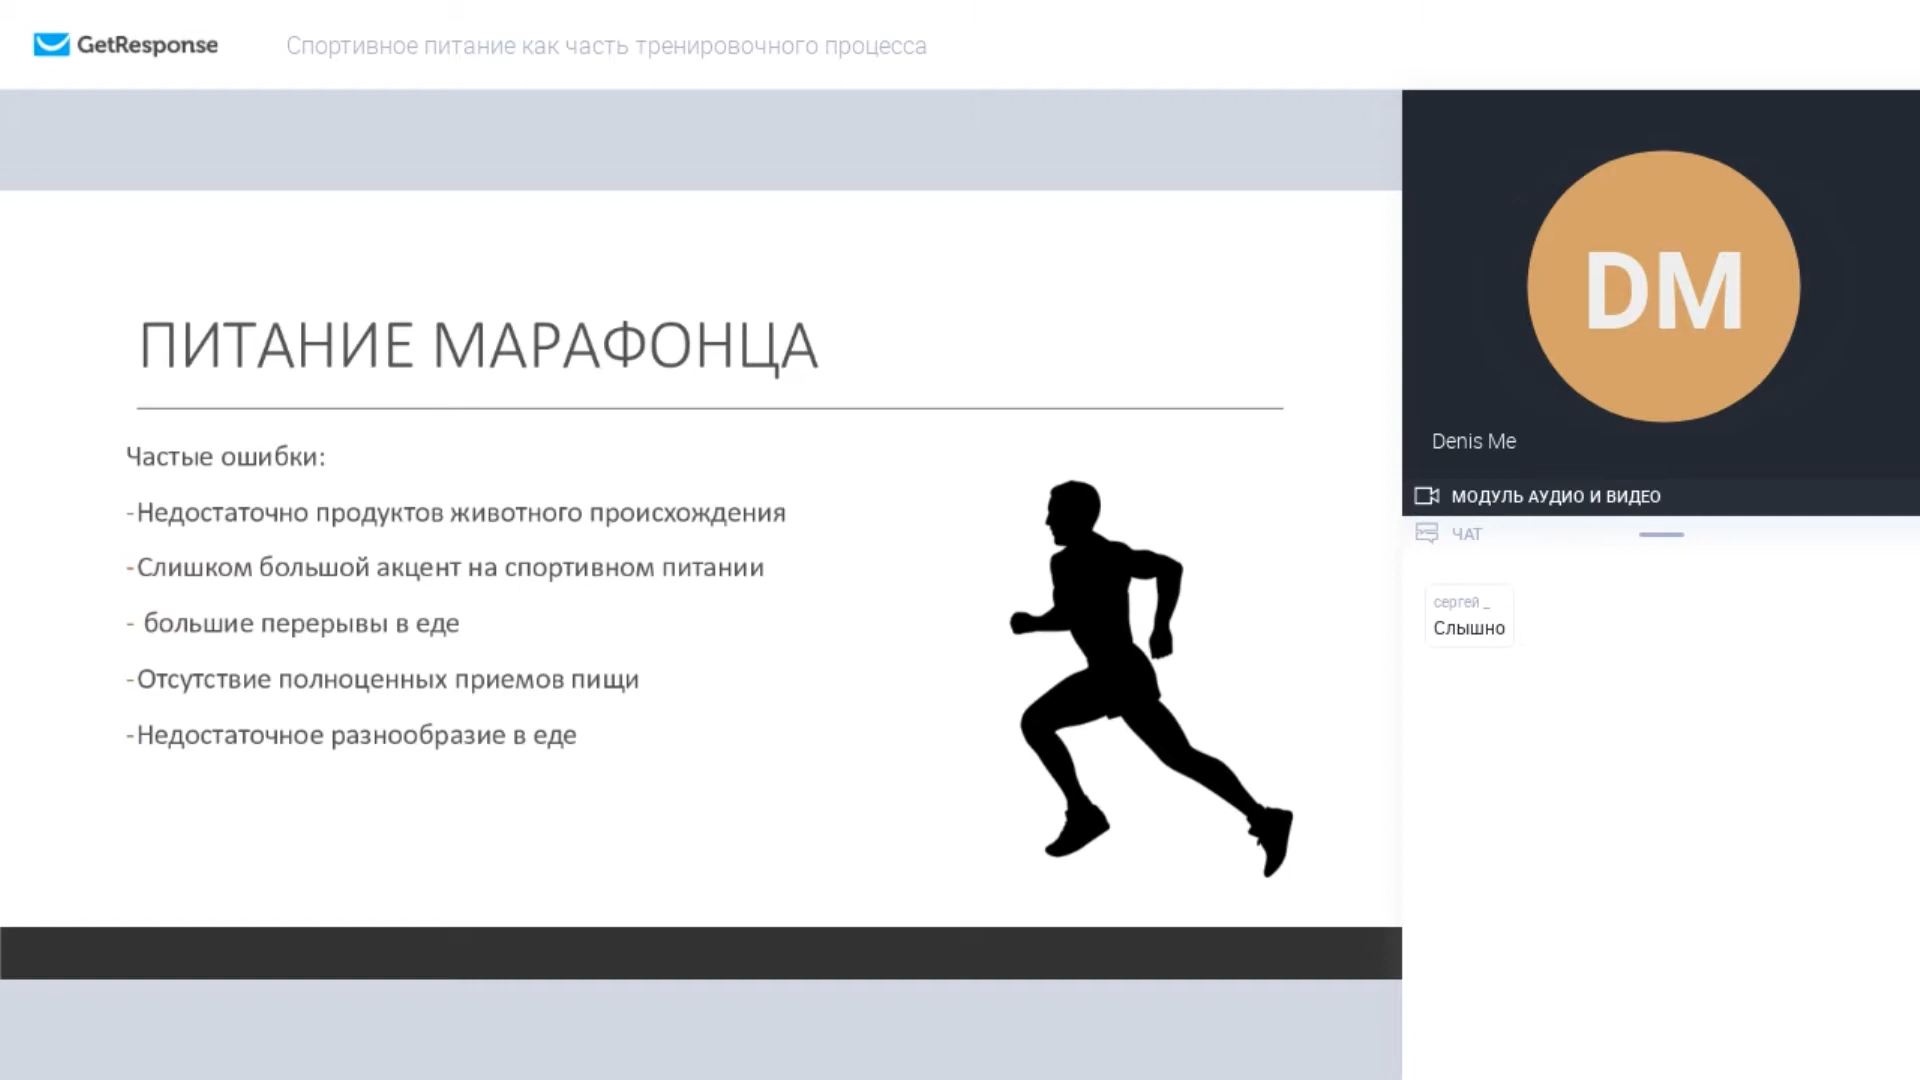 GetResponse
Спортивное питание как часть тренировочного процесса
ПИТАНИЕ МАРАФОНЦА
Частые ошибки:
-Недостаточно продуктов животного происхождения
-Слишком большой акцент на спортивном питании
- большие перерывы в еде
-Отсутствие полноценных приемов пищи
-Недостаточное разнообразие в еде
DM
Denis Me
МОДУЛЬ АУДИО И ВИДЕО
ЧАТ
сергей _
Слышно